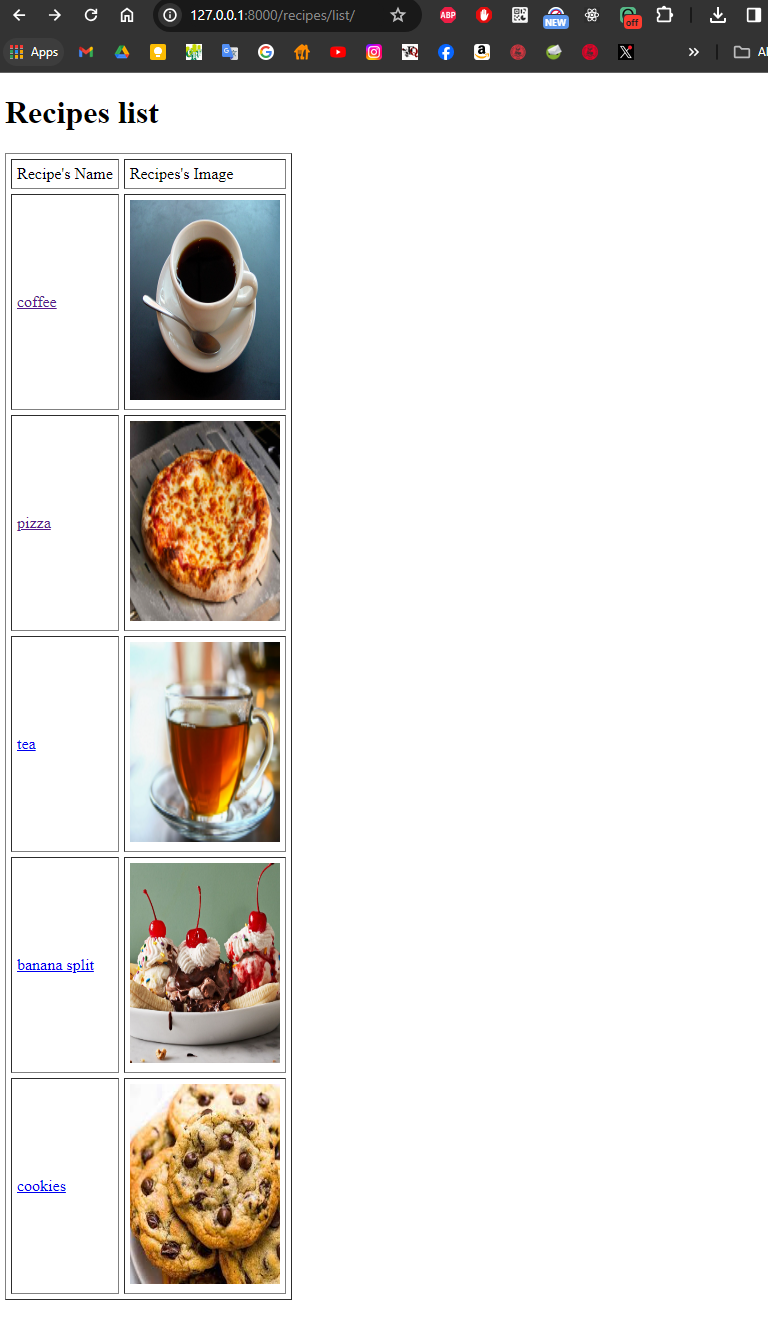 127.0.0.1:8000/recipes/list/
ABP
NEW
off
Apps
Recipes list
Recipe's Name
Recipes's Image
coffee
pizza
tea
banana split
cookies